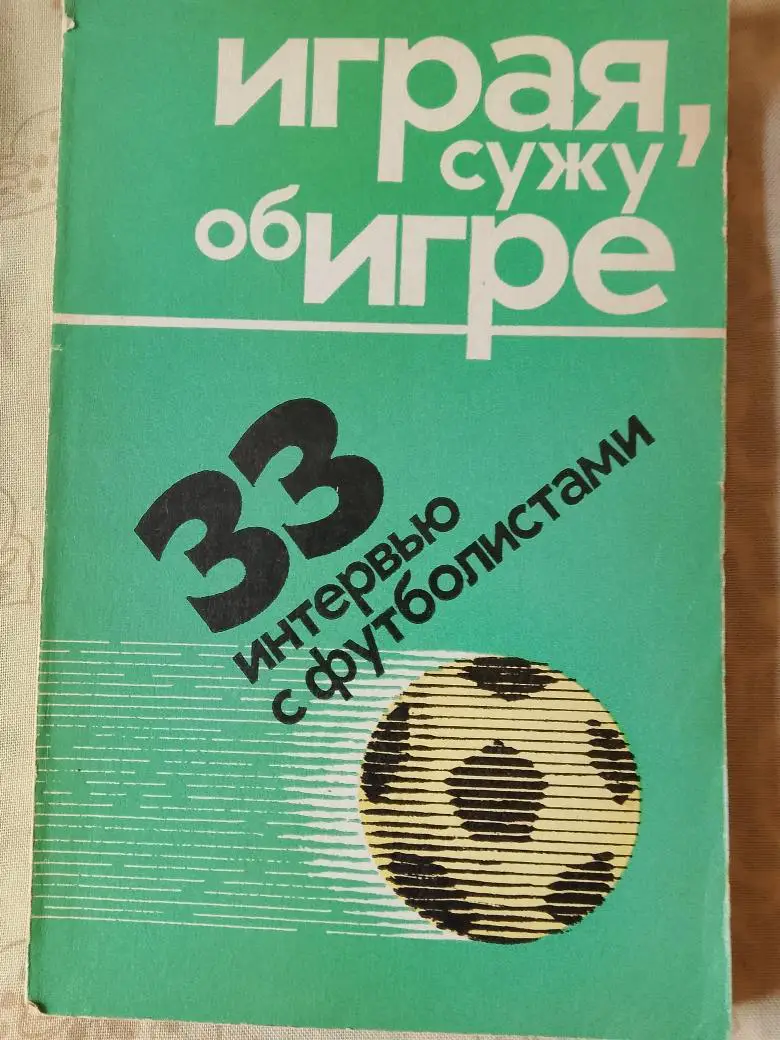 играя,
сужу
об игре
33
интервью
с футболистами